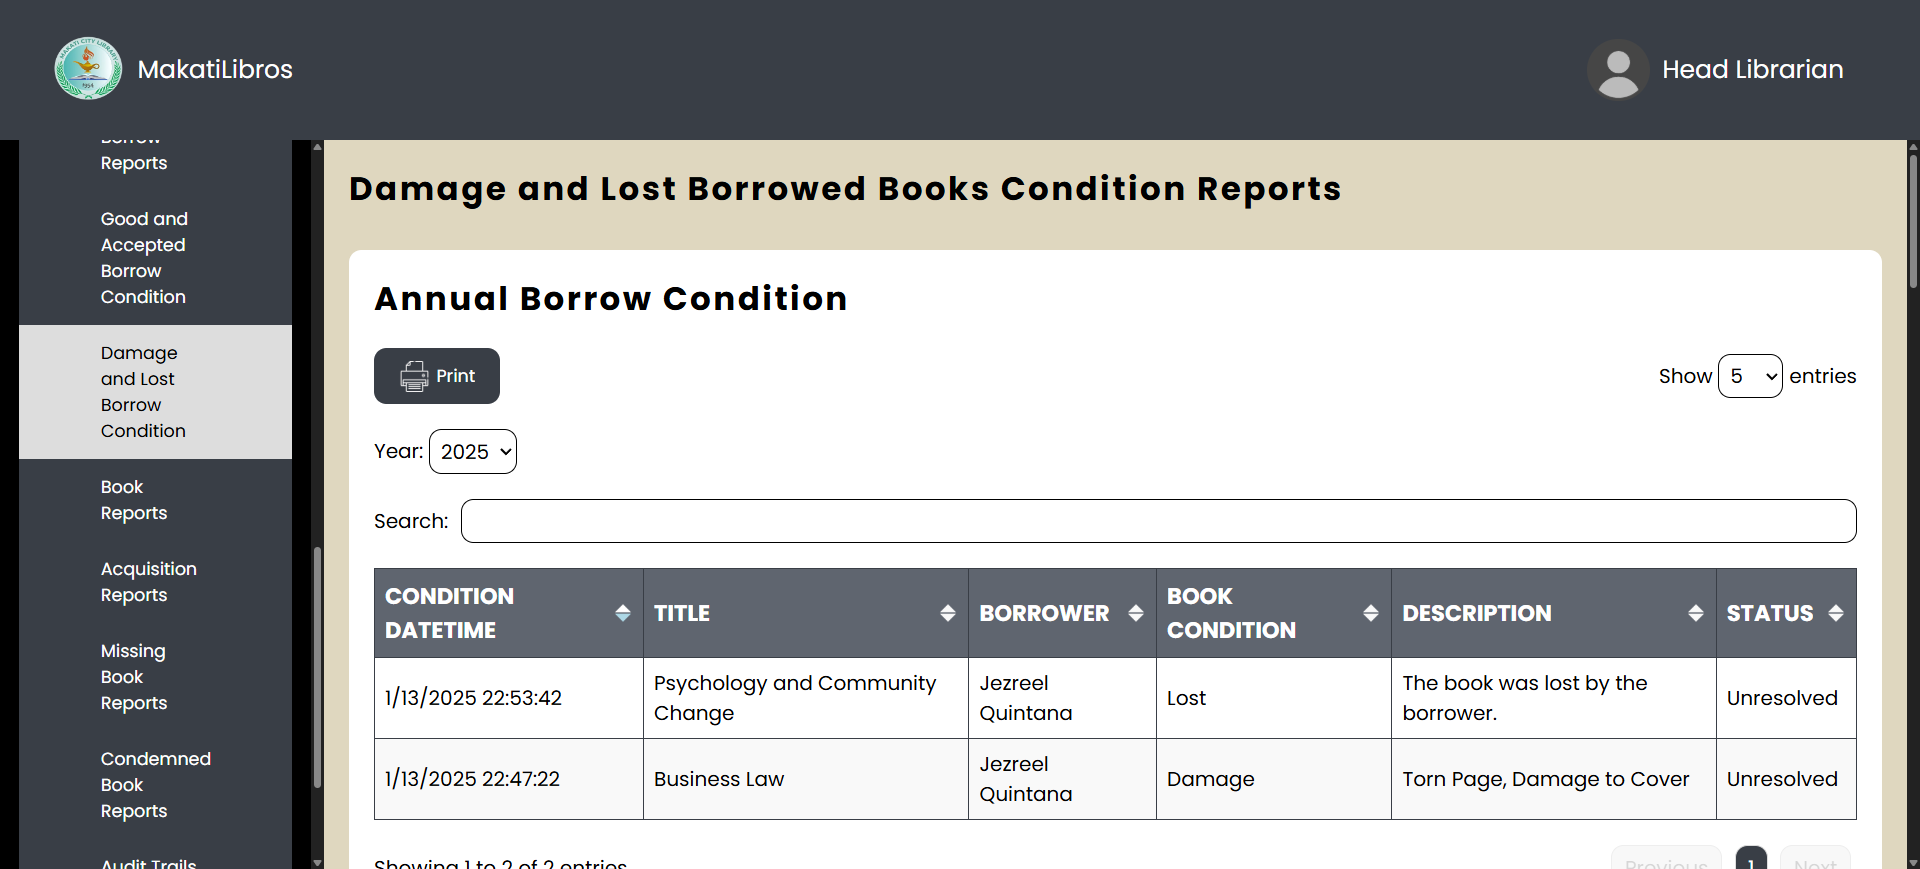 MakatiLibros
Head Librarian
Borrow
Reports
Good and
Accepted
Borrow
Condition
Damage
and Lost
Borrow
Condition
Book
Reports
Acquisition
Reports
Missing
Book
Reports
Condemned
Book
Reports
Audit Trails
Damage and Lost Borrowed Books Condition Reports
Annual Borrow Condition
Print
Show 5 entries
Year: 2025
Search:
CONDITION DATETIME TITLE BORROWER BOOK CONDITION DESCRIPTION STATUS
1/13/2025 22:53:42 Psychology and Community Change Jezreel Quintana Lost The book was lost by the borrower. Unresolved
1/13/2025 22:47:22 Business Law Jezreel Quintana Damage Torn Page, Damage to Cover Unresolved
Showing 1 to 2 of 2 entries
Previous 1 Next